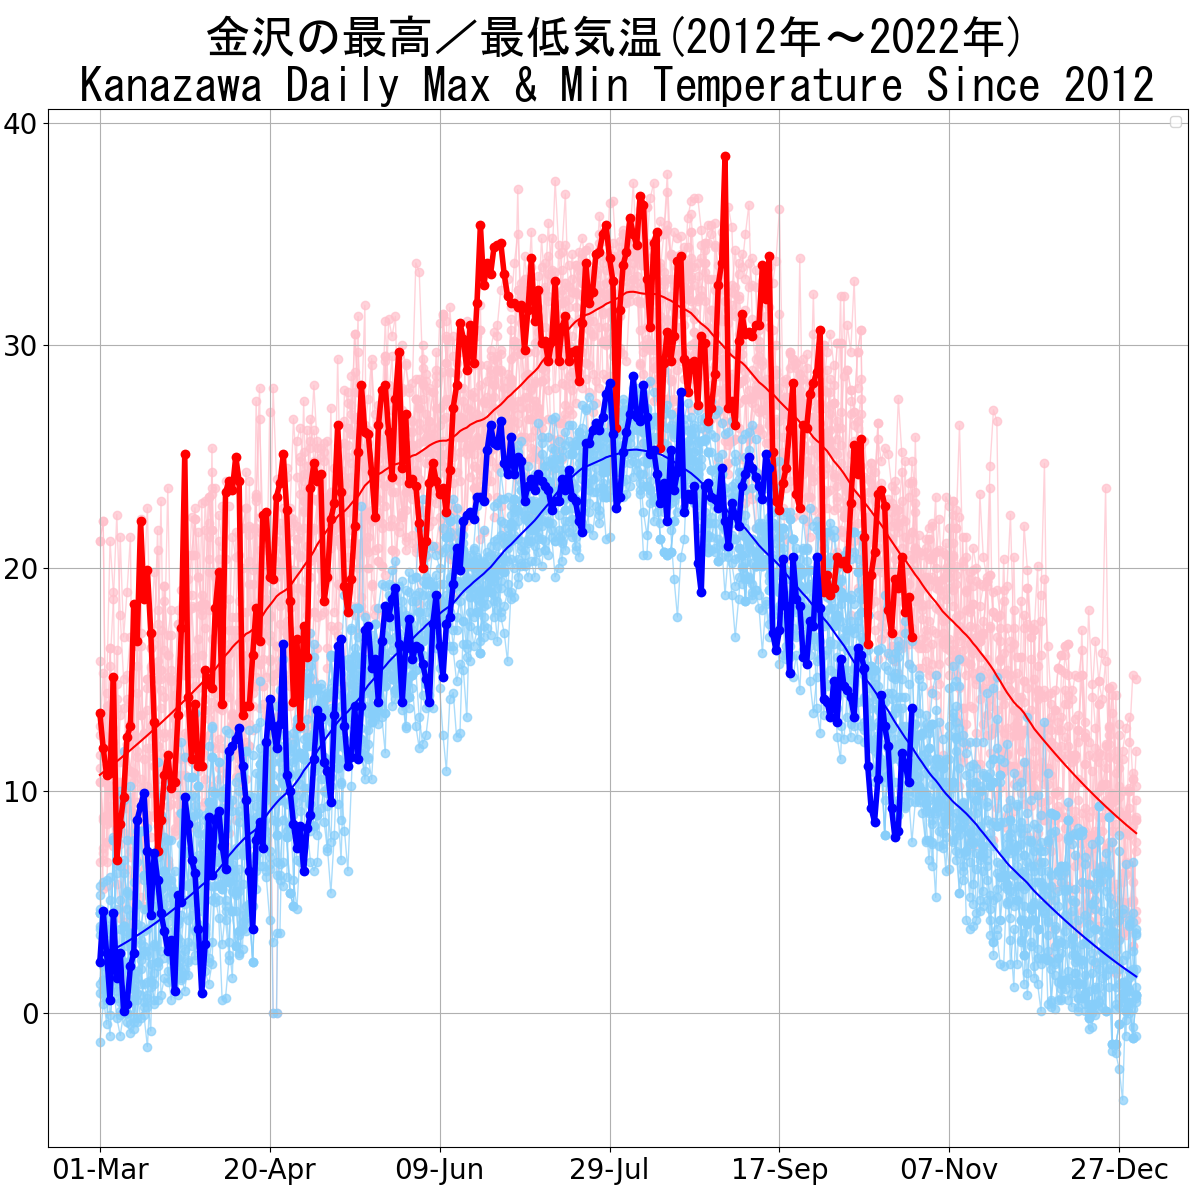 金沢の最高／最低気温(2012年～2022年)
Kanazawa Daily Max & Min Temperature Since 2012
40
30
20
10
0
01-Mar 20-Apr 09-Jun 29-Jul 17-Sep 07-Nov 27-Dec